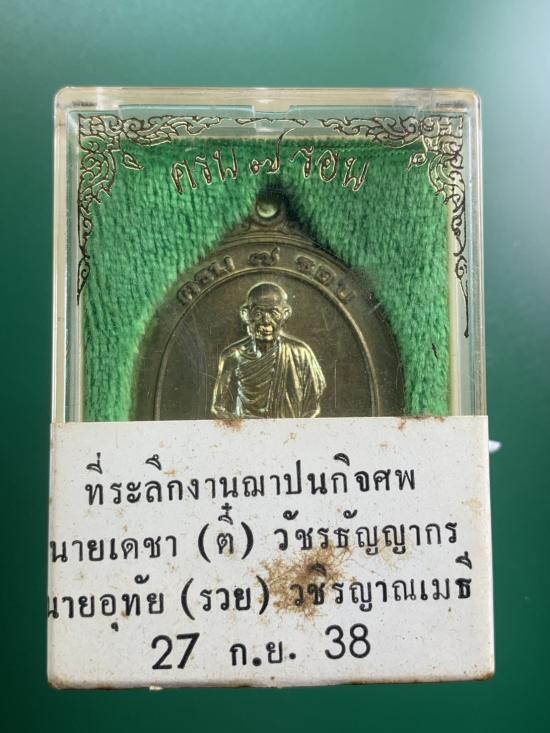 ครบ ๗ รอบ
ครบ ๗ รอบ
ที่ระลึกงานฌาปนกิจศพ
นายเดชา (ติ๋) วัชรธัญญากร
นายอุทัย (รวย) วชิรญาณเมธี
27 ก.ย. 38